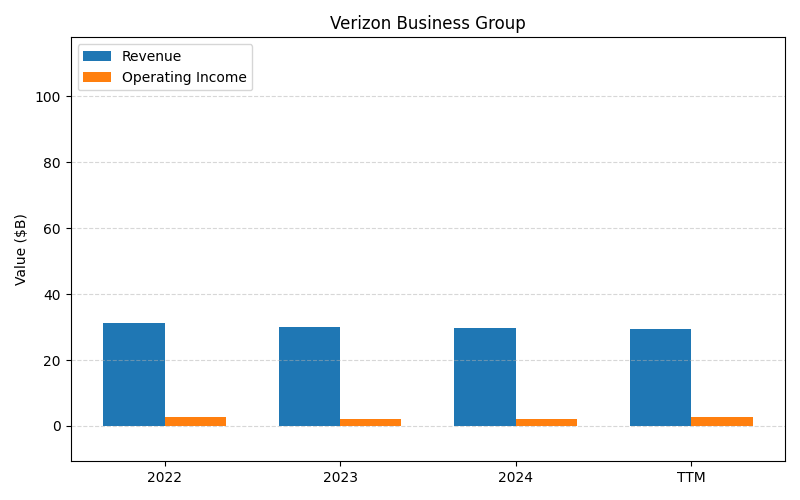 Verizon Business Group
Revenue
Operating Income
Value ($B)
100
80
60
40
20
0
2022 2023 2024 TTM